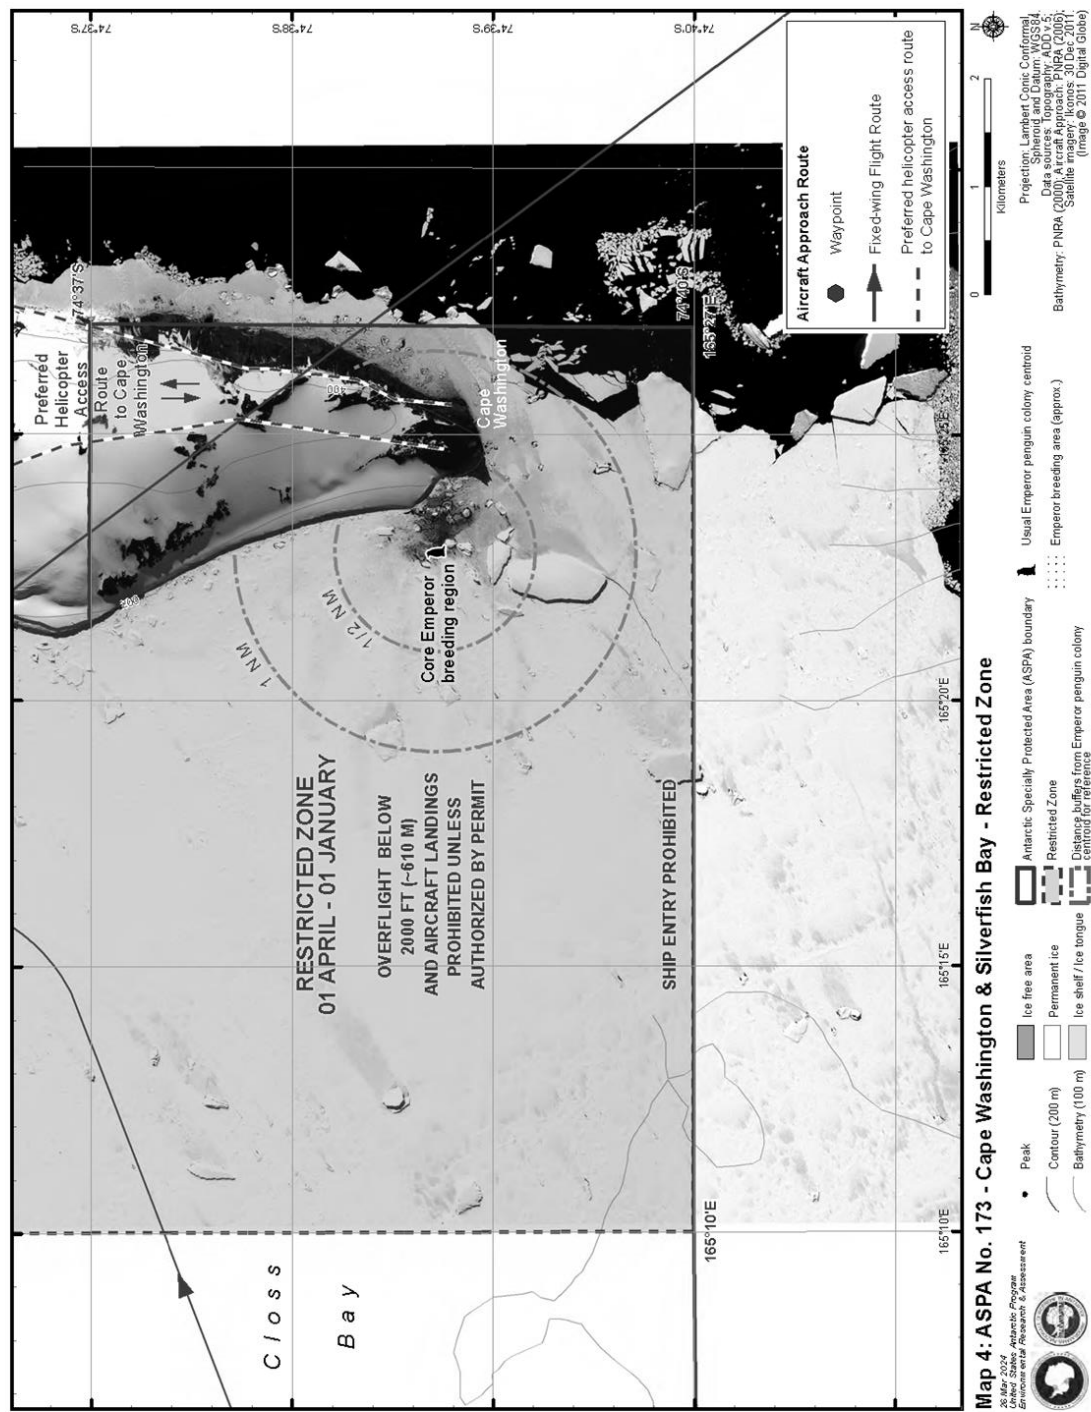 74°37'S
74°38'S
74°39'S
74°40'S
Preferred
Helicopter
Access
Route
to Cape
Washington
74°37'S
400
200
Cape
Washington
1 NM
1/2 NM
Core Emperor
breeding region
74°40'S
165°27'E
RESTRICTED ZONE
01 APRIL - 01 JANUARY
OVERFLIGHT BELOW
2000 FT (~610 M)
AND AIRCRAFT LANDINGS
PROHIBITED UNLESS
AUTHORIZED BY PERMIT
SHIP ENTRY PROHIBITED
Closs
Bay
165°10'E
165°10'E
165°15'E
165°20'E
165°25'E
Aircraft Approach Route
Waypoint
Fixed-wing Flight Route
Preferred helicopter access route
to Cape Washington
Map 4: ASPA No. 173 - Cape Washington & Silverfish Bay - Restricted Zone
26 Mar 2024
United States Antarctic Program
Environmental Research & Assessment
Peak
Contour (200 m)
Bathymetry (100 m)
Ice free area
Permanent ice
Ice shelf / Ice tongue
Antarctic Specially Protected Area (ASPA) boundary
Restricted Zone
Distance buffers from Emperor penguin colony
centroid for reference
Usual Emperor penguin colony centroid
Emperor breeding area (approx.)
0
1
2
Kilometers
N
Projection: Lambert Conic Conformal
Spheroid and Datum: WGS84
Data sources: Topography: ADD v.5;
Bathymetry: PNRA (2000); Aircraft Approach: PNRA (2006);
Satellite imagery: Ikonos: 30 Dec 2011;
(Image © 2011 Digital Globe)